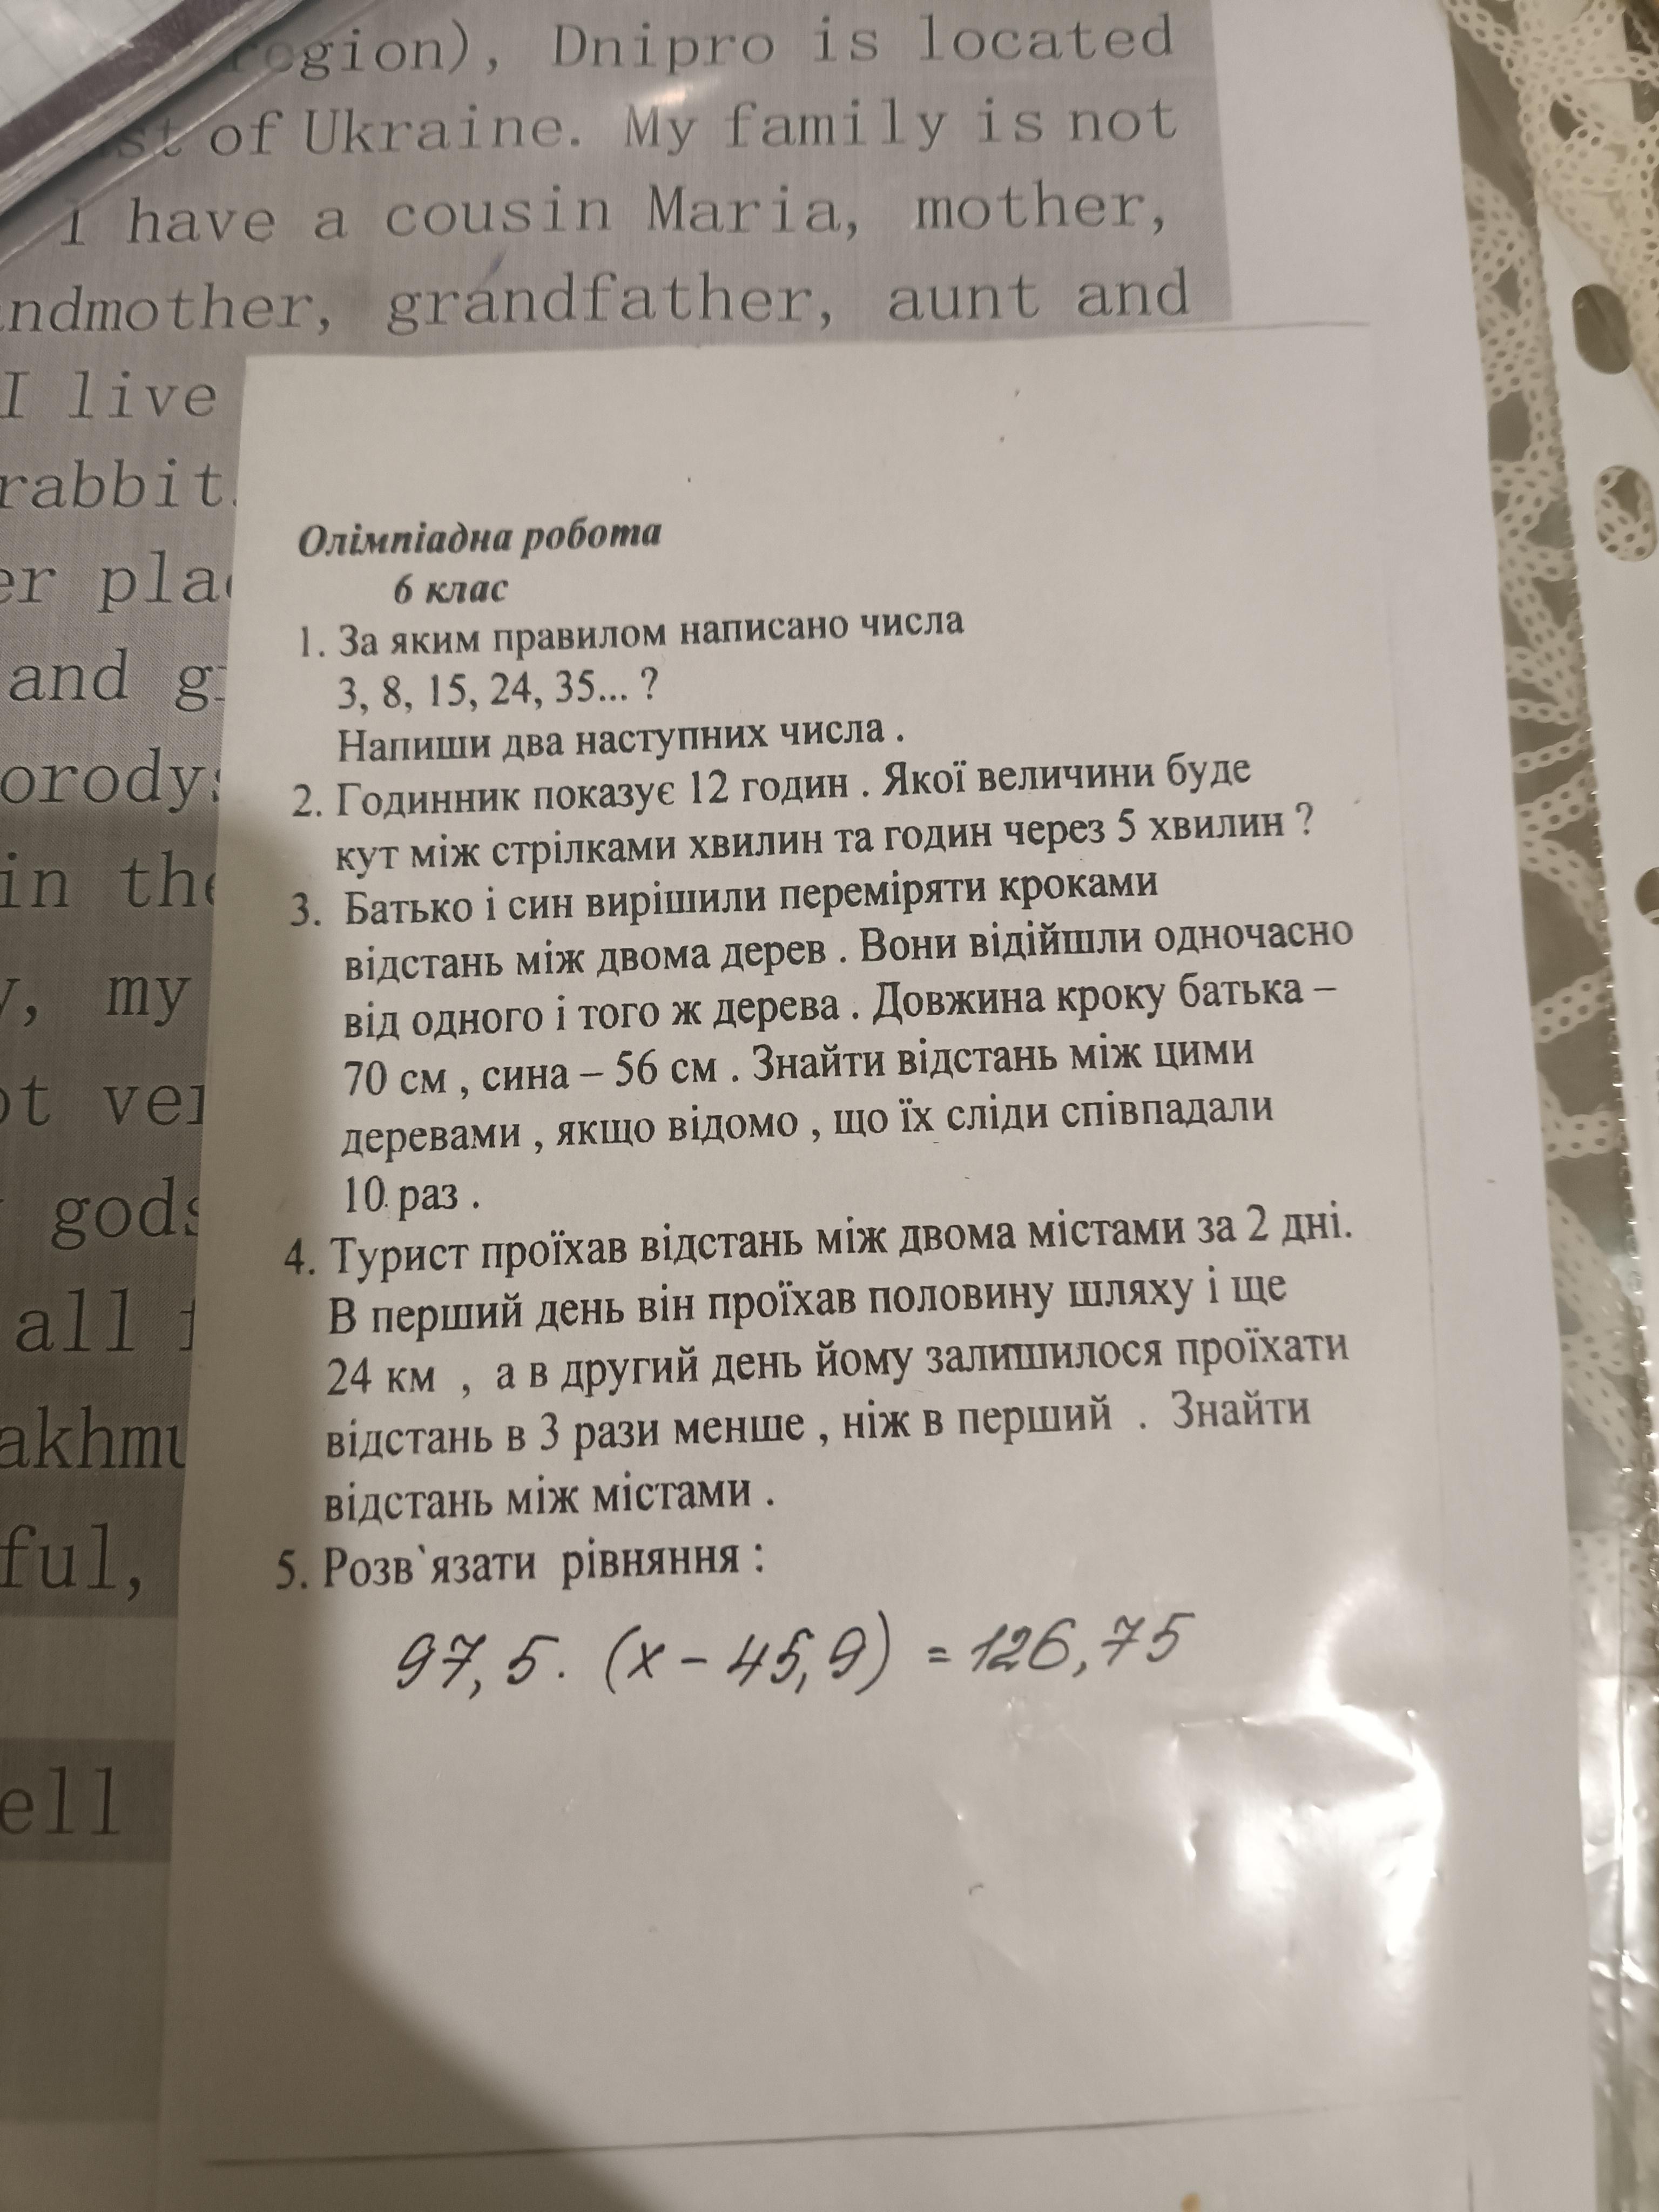 egion), Dnipro is located
st of Ukraine. My family is not
I have a cousin Maria, mother,
ndmother, grandfather, aunt and
I live
rabbit.
er pla
and g
orodys
in the
y, my
ot ver
gods
all
akhmu
ful,
ell
Олімпіадна робота
6 клас
1. За яким правилом написано числа
3, 8, 15, 24, 35... ?
Напиши два наступних числа .
2. Годинник показує 12 годин . Якої величини буде
кут між стрілками хвилин та годин через 5 хвилин ?
3. Батько і син вирішили переміряти кроками
відстань між двома дерев . Вони відійшли одночасно
від одного і того ж дерева . Довжина кроку батька –
70 см , сина – 56 см . Знайти відстань між цими
деревами , якщо відомо , що їх сліди співпадали
10 раз .
4. Турист проїхав відстань між двома містами за 2 дні.
В перший день він проїхав половину шляху і ще
24 км , а в другий день йому залишилося проїхати
відстань в 3 рази менше , ніж в перший . Знайти
відстань між містами .
5. Розв`язати рівняння :
97,5 . (x – 45,9) = 126,75